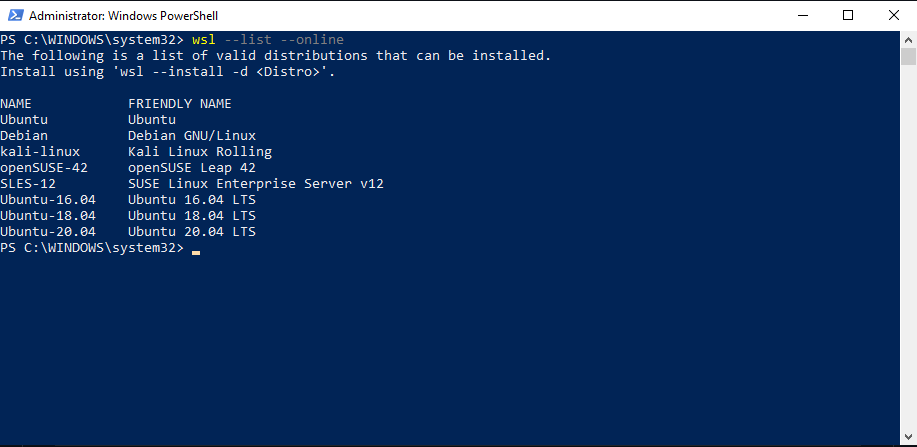 Administrator: Windows PowerShell
PS C:\WINDOWS\system32> wsl --list --online
The following is a list of valid distributions that can be installed.
Install using 'wsl --install -d <Distro>'.

NAME            FRIENDLY NAME
Ubuntu          Ubuntu
Debian          Debian GNU/Linux
kali-linux      Kali Linux Rolling
openSUSE-42     openSUSE Leap 42
SLES-12         SUSE Linux Enterprise Server v12
Ubuntu-16.04    Ubuntu 16.04 LTS
Ubuntu-18.04    Ubuntu 18.04 LTS
Ubuntu-20.04    Ubuntu 20.04 LTS
PS C:\WINDOWS\system32>